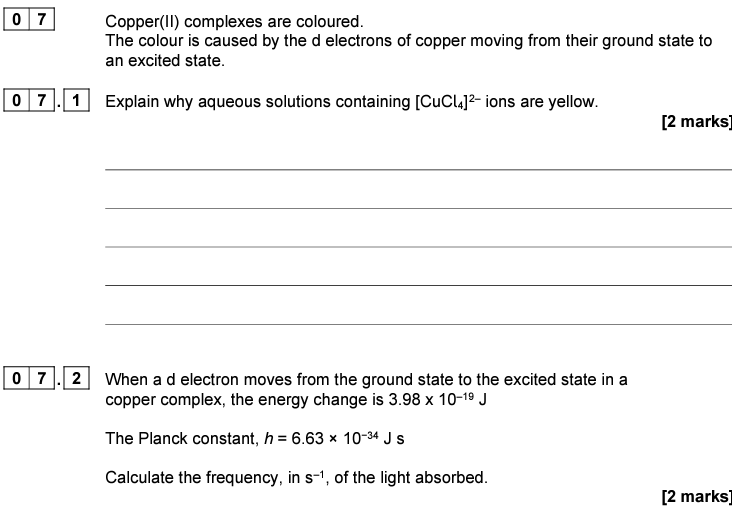 0 7 Copper(II) complexes are coloured.
The colour is caused by the d electrons of copper moving from their ground state to
an excited state.
0 7 . 1 Explain why aqueous solutions containing [CuCl₄]²⁻ ions are yellow.
[2 marks]
0 7 . 2 When a d electron moves from the ground state to the excited state in a
copper complex, the energy change is 3.98 x 10⁻¹⁹ J
The Planck constant, h = 6.63 × 10⁻³⁴ J s
Calculate the frequency, in s⁻¹, of the light absorbed.
[2 marks]